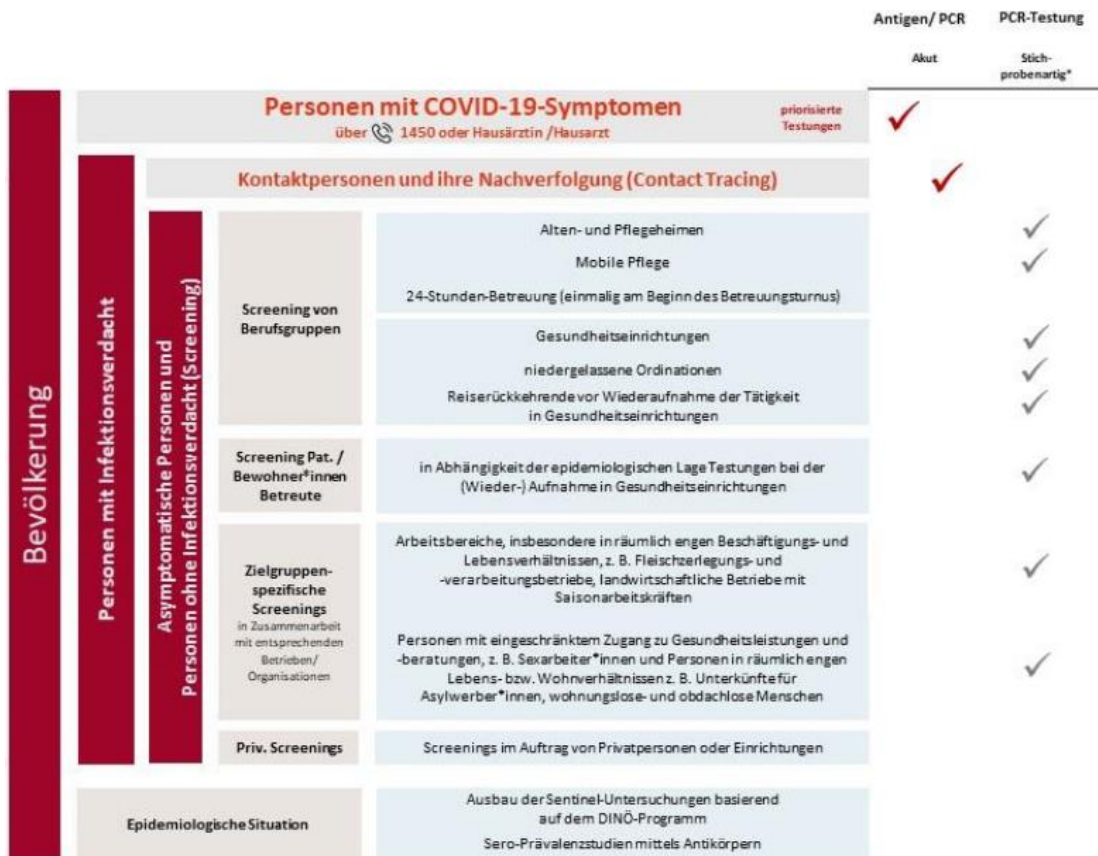 Antigen/ PCR PCR-Testung
Akut Stich-
probenartig*
Bevölkerung
Personen mit COVID-19-Symptomen
über 1450 oder Hausärztin /Hausarzt
priorisierte
Testungen
Personen mit Infektionsverdacht
Kontaktpersonen und ihre Nachverfolgung (Contact Tracing)
Asymptomatische Personen und
Personen ohne Infektionsverdacht (Screening)
Screening von
Berufsgruppen
Alten- und Pflegeheimen
Mobile Pflege
24-Stunden-Betreuung (einmalig am Beginn des Betreuungsturnus)
Gesundheitseinrichtungen
niedergelassene Ordinationen
Reiserückkehrende vor Wiederaufnahme der Tätigkeit
in Gesundheitseinrichtungen
Screening Pat. /
Bewohner*innen
Betreute
in Abhängigkeit der epidemiologischen Lage Testungen bei der
(Wieder-) Aufnahme in Gesundheitseinrichtungen
Zielgruppen-
spezifische
Screenings
in Zusammenarbeit
mit entsprechenden
Betrieben/
Organisationen
Arbeitsbereiche, insbesondere in räumlich engen Beschäftigungs- und
Lebensverhältnissen, z. B. Fleischzerlegungs- und
-verarbeitungsbetriebe, landwirtschaftliche Betriebe mit
Saisonarbeitskräften
Personen mit eingeschränktem Zugang zu Gesundheitsleistungen und
-beratungen, z. B. Sexarbeiter*innen und Personen in räumlich engen
Lebens- bzw. Wohnverhältnissen z. B. Unterkünfte für
Asylwerber*innen, wohnungslose- und obdachlose Menschen
Priv. Screenings
Screenings im Auftrag von Privatpersonen oder Einrichtungen
Epidemiologische Situation
Ausbau der Sentinel-Untersuchungen basierend
auf dem DINÖ-Programm
Sero-Prävalenzstudien mittels Antikörpern